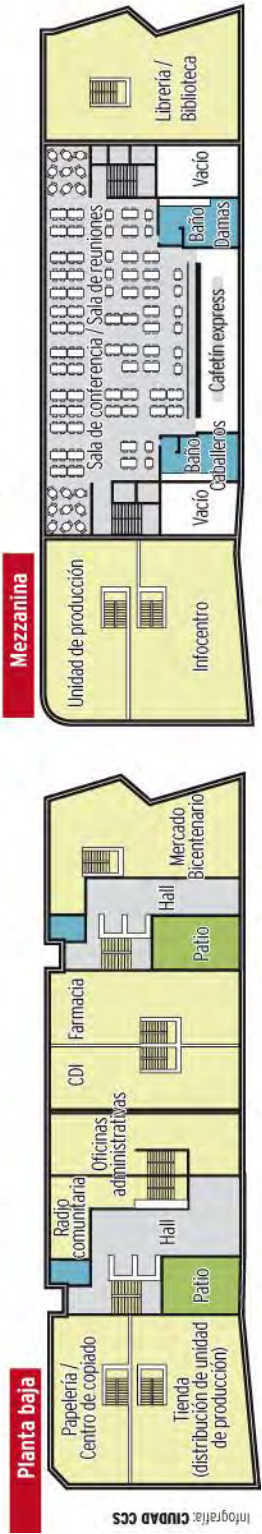 Planta baja
Papelería /
Centro de copiado
Tienda
(distribución de unidad
de producción)
Radio
comunitaria
Hall
Patio
Oficinas
administrativas
CDI
Farmacia
Hall
Patio
Mercado
Bicentenario
Infografía: CIUDAD CCS
Mezzanina
Unidad de producción
Infocentro
Sala de conferencia / Sala de reuniones
Vacío
Baño
Caballeros
Cafetín express
Baño
Damas
Vacío
Librería /
Biblioteca